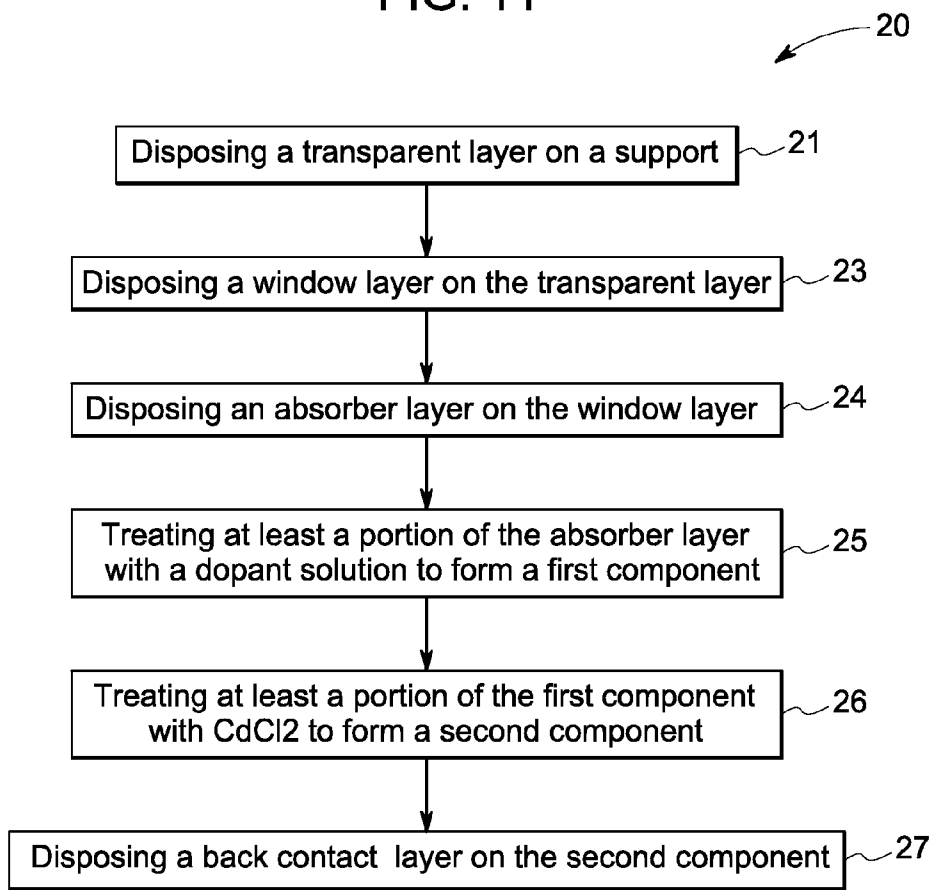 FIG. 11
20
Disposing a transparent layer on a support
21
Disposing a window layer on the transparent layer
23
Disposing an absorber layer on the window layer
24
Treating at least a portion of the absorber layer
with a dopant solution to form a first component
25
Treating at least a portion of the first component
with CdCl2 to form a second component
26
Disposing a back contact layer on the second component
27